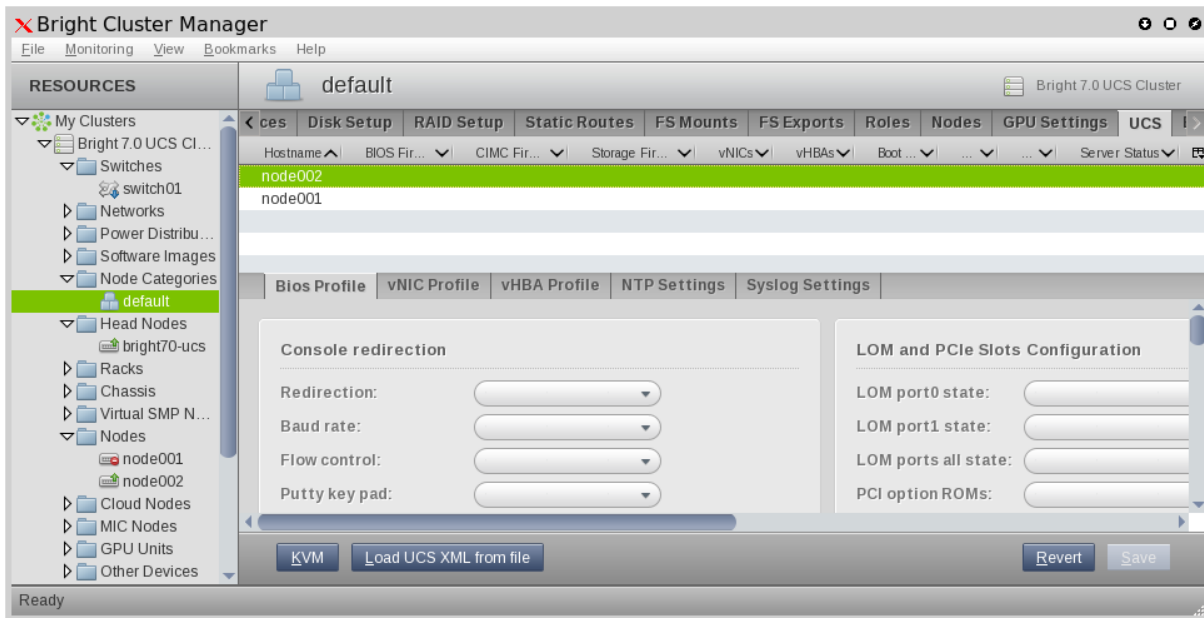 Bright Cluster Manager
File Monitoring View Bookmarks Help
RESOURCES
default
Bright 7.0 UCS Cluster
My Clusters
Bright 7.0 UCS Cl...
Switches
switch01
Networks
Power Distribu...
Software Images
Node Categories
default
Head Nodes
bright70-ucs
Racks
Chassis
Virtual SMP N...
Nodes
node001
node002
Cloud Nodes
MIC Nodes
GPU Units
Other Devices
ces Disk Setup RAID Setup Static Routes FS Mounts FS Exports Roles Nodes GPU Settings UCS
Hostname BIOS Fir... CIMC Fir... Storage Fir... vNICs vHBAs Boot ... ... ... Server Status
node002
node001
Bios Profile vNIC Profile vHBA Profile NTP Settings Syslog Settings
Console redirection
Redirection:
Baud rate:
Flow control:
Putty key pad:
LOM and PCIe Slots Configuration
LOM port0 state:
LOM port1 state:
LOM ports all state:
PCI option ROMs:
KVM Load UCS XML from file Revert Save
Ready